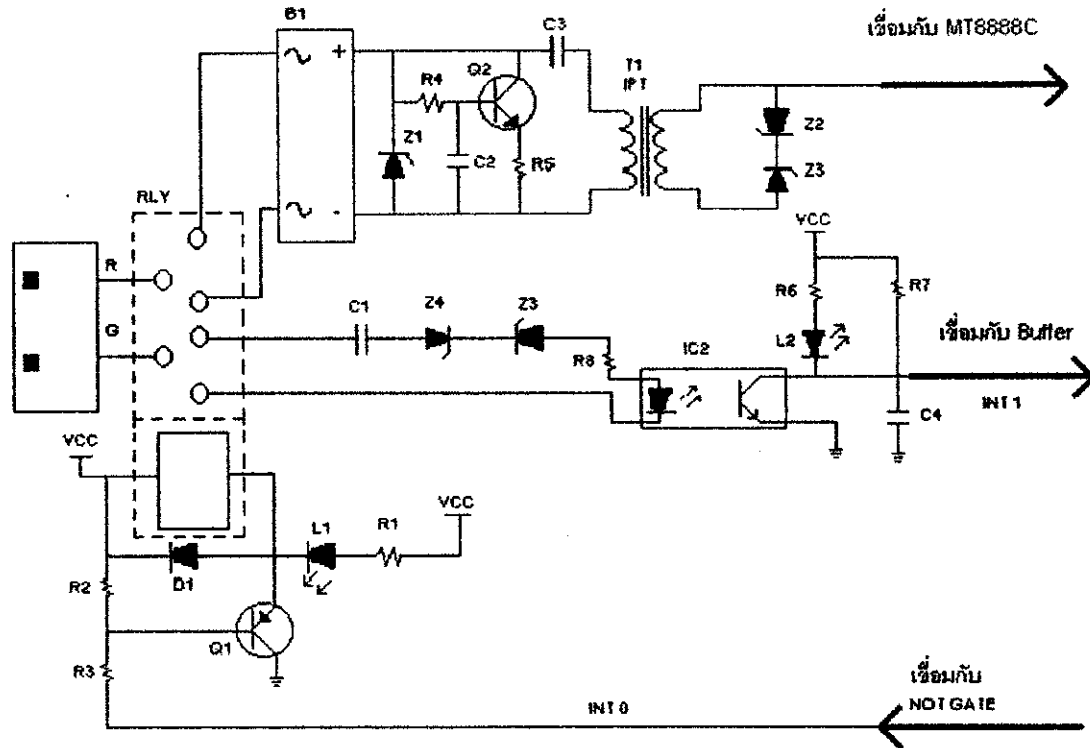 B1
C3
เชื่อมกับ MT8888C
+
Q2
T1
IPT
R4
Z1
C2
R5
Z2
Z3
-
RLY
VCC
R
R6
R7
G
C1
Z4
Z3
R8
IC2
L2
เชื่อมกับ Buffer
INT 1
C4
VCC
VCC
L1
R1
D1
R2
Q1
R3
เชื่อมกับ
NOT GATE
INT 0